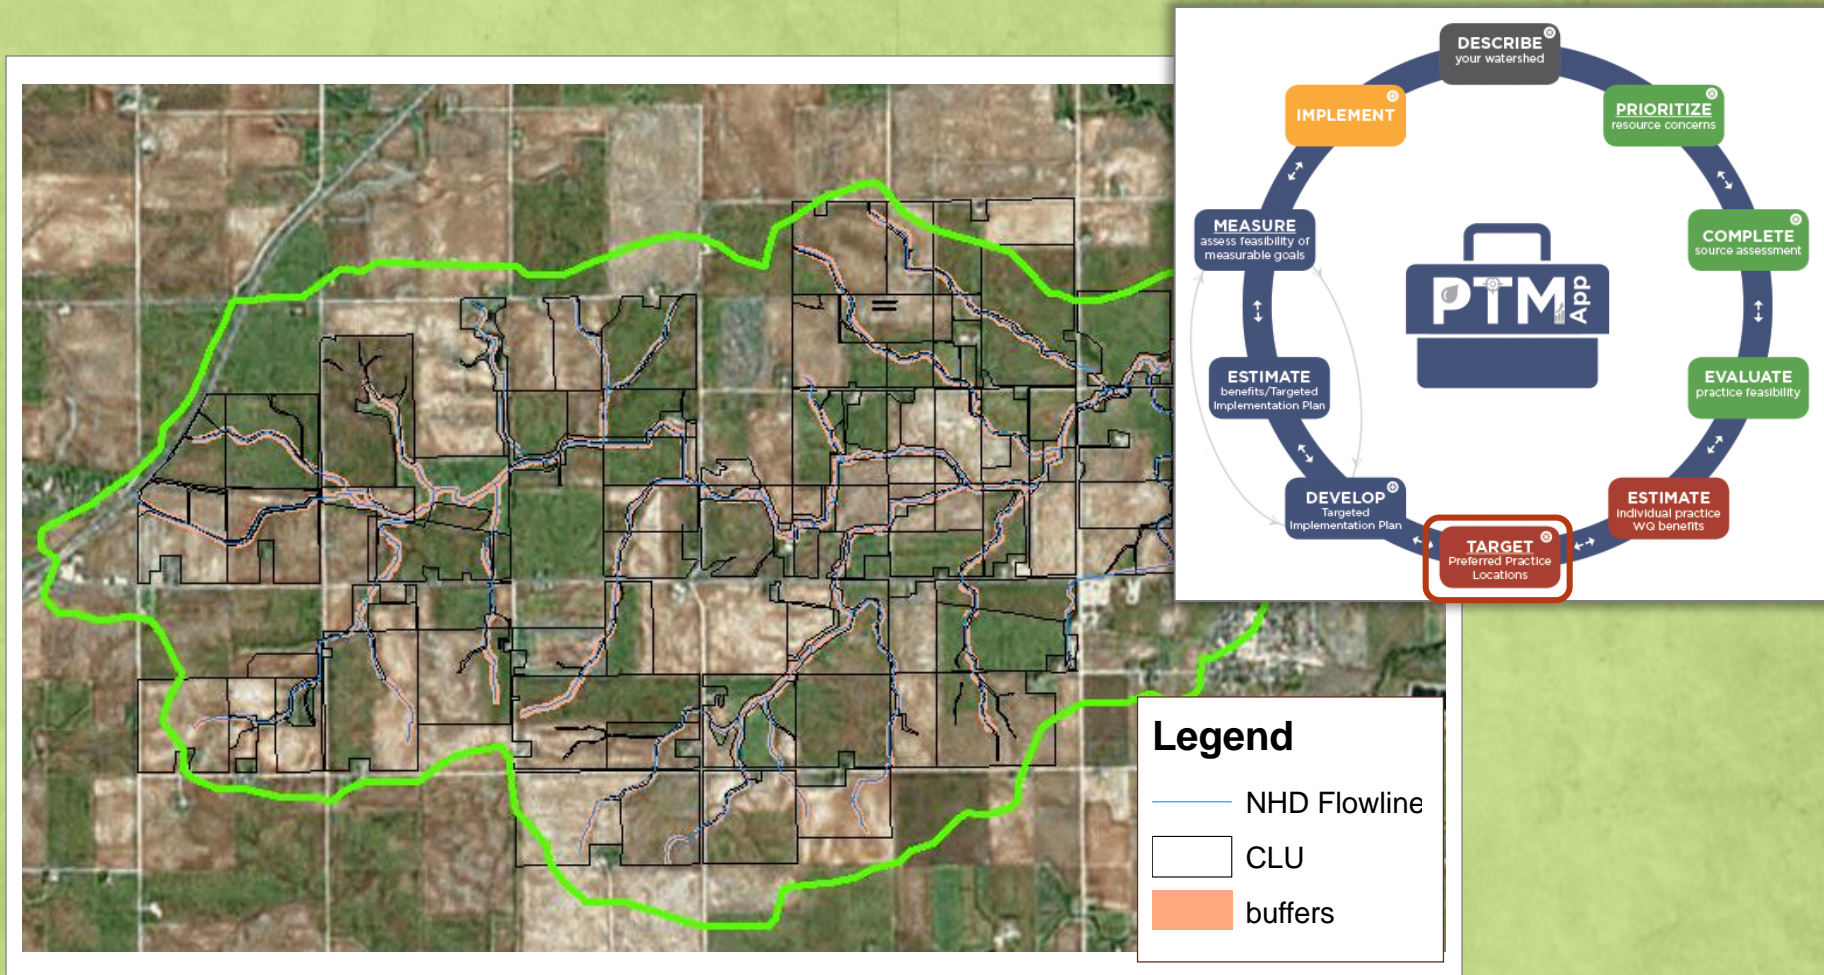 DESCRIBE
your watershed
PRIORITIZE
resource concerns
COMPLETE
source assessment
EVALUATE
practice feasibility
ESTIMATE
individual practice
WQ benefits
TARGET
Preferred Practice
Locations
DEVELOP
Targeted
Implementation Plan
ESTIMATE
benefits/Targeted
Implementation Plan
MEASURE
assess feasibility of
measurable goals
IMPLEMENT
PTM App
Legend
NHD Flowline
CLU
buffers